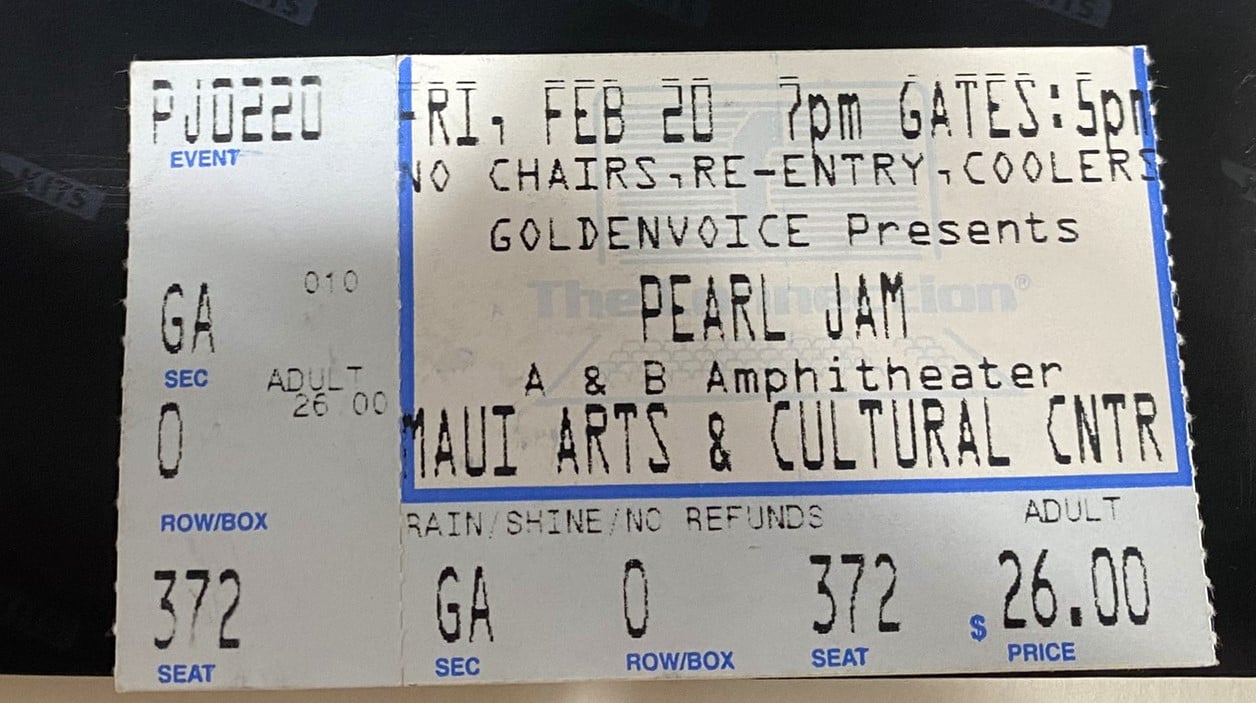 PJ0220
EVENT
GA
010
SEC
ADULT
26.00
0
ROW/BOX
372
SEAT
FRI, FEB 20 7pm GATES:5pm
NO CHAIRS,RE-ENTRY,COOLERS
GOLDENVOICE Presents
PEARL JAM
A & B Amphitheater
MAUI ARTS & CULTURAL CNTR
RAIN/SHINE/NO REFUNDS
ADULT
GA
0
372
$ 26.00
SEC
ROW/BOX
SEAT
PRICE